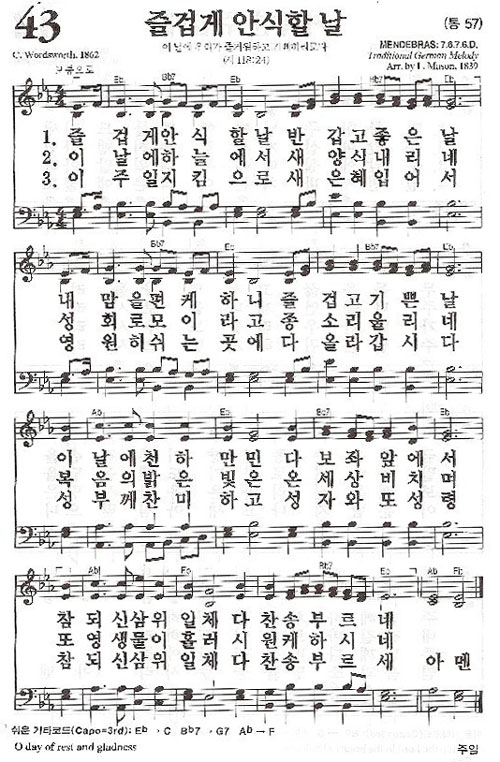 43
즐겁게 안식할 날
(통 57)
이 날에 우리가 즐거워하고 기뻐하리로다
(시 118:24)
C. Wordsworth, 1862
보통으로
MENDEBRAS: 7.6.7.6.D.
Traditional German Melody
Arr. by L. Mason, 1839
Eb Bb7 Eb Bb7 Eb
1. 즐 겁 게안 식 할날 반 갑고좋 은 날
2. 이 날 에하 늘 에서 새 양식내 리 네
3. 이 주 일지 킴 으로 새 은혜입 어 서
Bb7 Eb Bb7 Eb
내 맘 을편 케 하니 즐 겁고기 쁜 날
성 회 로모 이 라고 종 소리울 리 네
영 원 히쉬 는 곳에 다 올라갑 시 다
Ab Eb Bb7 Eb
이 날 에천 하 만민 다 보좌앞 에 서
복 음 의밝 은 빛은 온 세상비 치 며
성 부 께찬 미 하고 성 자와또 성 령
Eb Ab Eb Bb7 Eb Ab Eb
참 되 신삼 위 일체 다 찬송부 르 네
또 영 생물 이 흘러 시 원케하 시 네
참 되 신삼 위 일체 다 찬송부 르 세 아 멘
쉬운 기타코드(Capo=3rd): Eb → C Bb7 → G7 Ab → F
O day of rest and gladness
주일